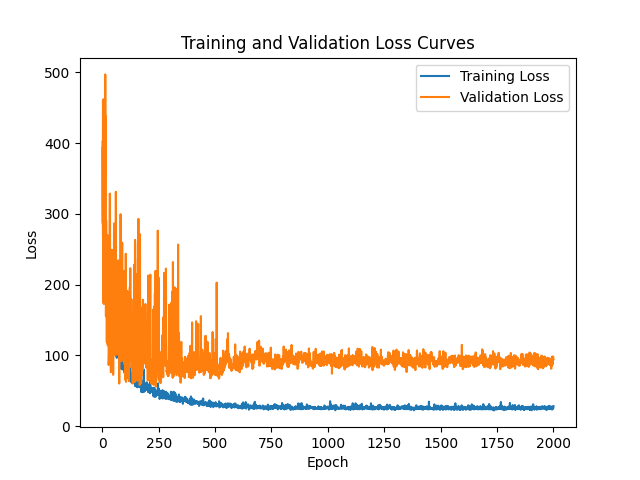 Training and Validation Loss Curves
Training Loss
Validation Loss
500
400
300
200
100
0
Loss
0 250 500 750 1000 1250 1500 1750 2000
Epoch